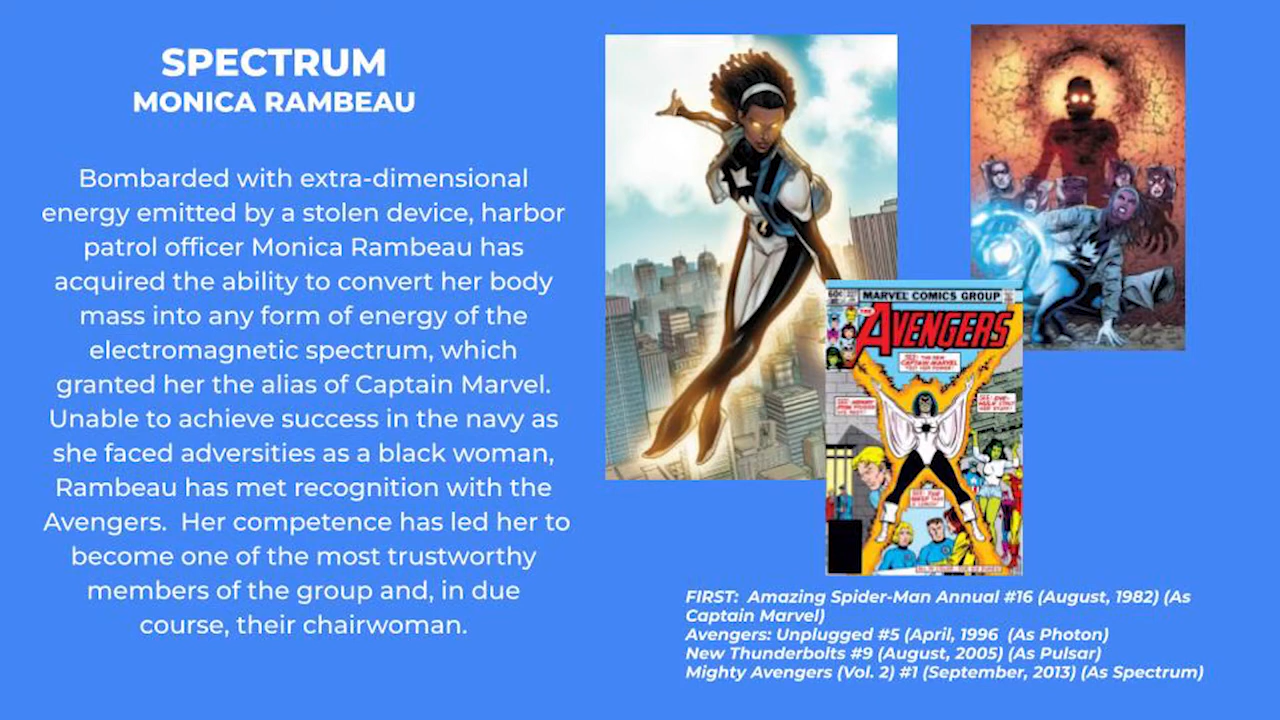 SPECTRUM
MONICA RAMBEAU
Bombarded with extra-dimensional
energy emitted by a stolen device, harbor
patrol officer Monica Rambeau has
acquired the ability to convert her body
mass into any form of energy of the
electromagnetic spectrum, which
granted her the alias of Captain Marvel.
Unable to achieve success in the navy as
she faced adversities as a black woman,
Rambeau has met recognition with the
Avengers.  Her competence has led her to
become one of the most trustworthy
members of the group and, in due
course, their chairwoman.
60¢
MARVEL COMICS GROUP
THE
AVENGERS
FIRST:  Amazing Spider-Man Annual #16 (August, 1982) (As
Captain Marvel)
Avengers: Unplugged #5 (April, 1996  (As Photon)
New Thunderbolts #9 (August, 2005) (As Pulsar)
Mighty Avengers (Vol. 2) #1 (September, 2013) (As Spectrum)